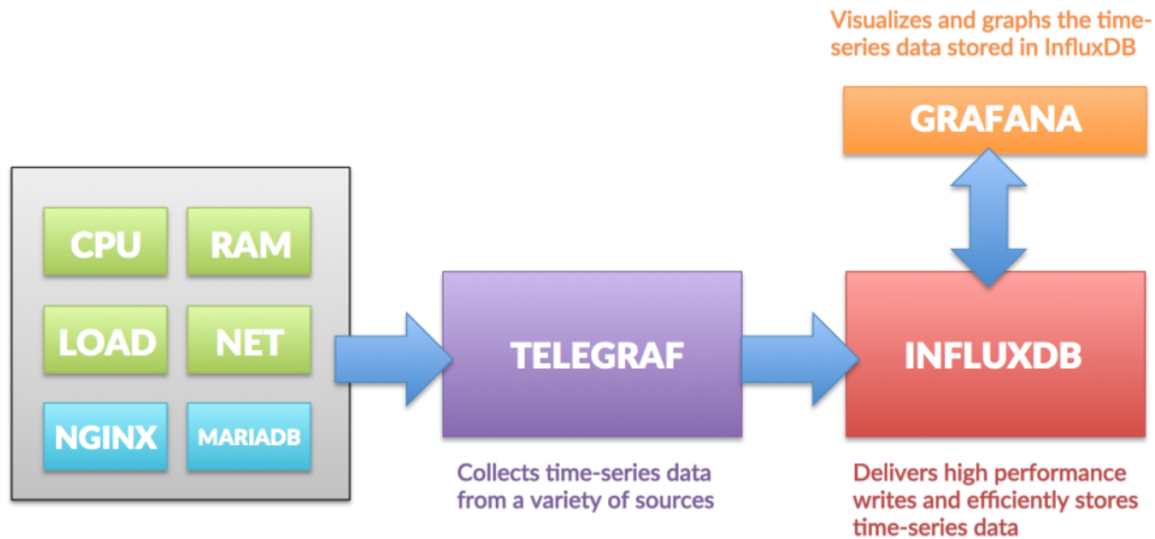 Visualizes and graphs the time-
series data stored in InfluxDB
GRAFANA
CPU
RAM
LOAD
NET
NGINX
MARIADB
TELEGRAF
INFLUXDB
Collects time-series data
from a variety of sources
Delivers high performance
writes and efficiently stores
time-series data